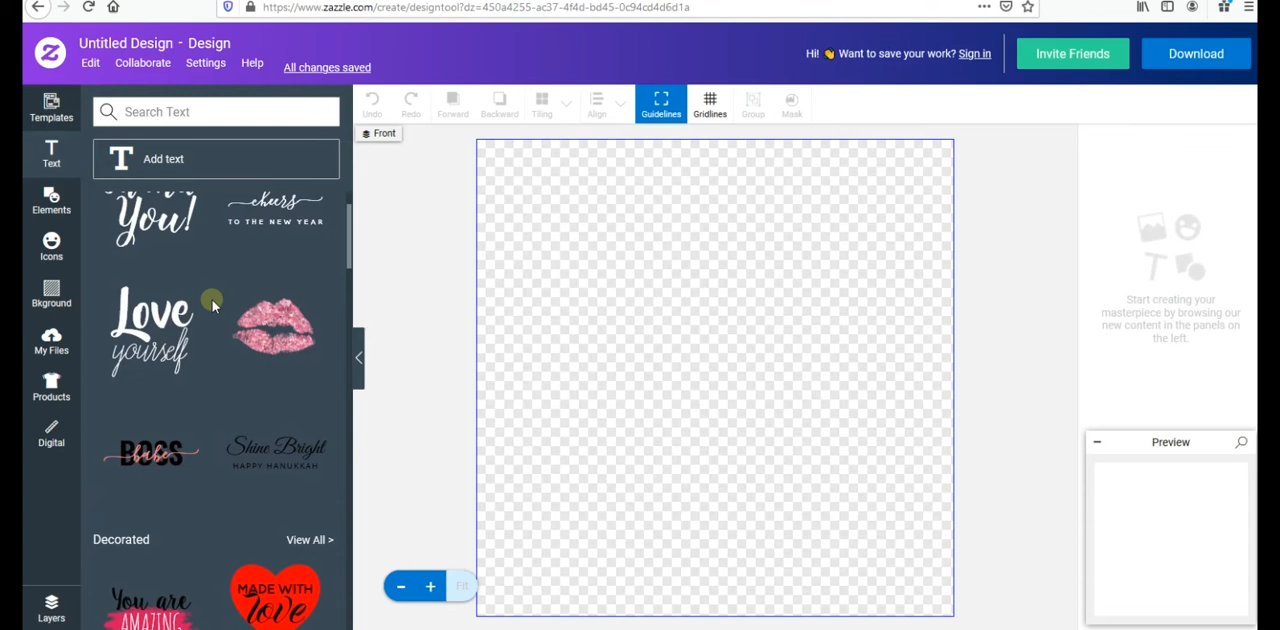 https://www.zazzle.com/create/designtool?dz=450a4255-ac37-4f4d-bd45-0c94cd4d6d1a
Z
Untitled Design - Design
Edit
Collaborate
Settings
Help
All changes saved
Hi! 👋 Want to save your work? Sign in
Invite Friends
Download
Templates
Text
Elements
Icons
Bkground
My Files
Products
Digital
Layers
Search Text
T Add text
You!
cheers
TO THE NEW YEAR
Love
yourself
BOSS
babe
Shine Bright
HAPPY HANUKKAH
Decorated
View All >
You are
AMAZING
MADE WITH
love
Undo
Redo
Forward
Backward
Tiling
Align
Guidelines
Gridlines
Group
Mask
Front
Fit
Start creating your
masterpiece by browsing our
new content in the panels on
the left.
Preview